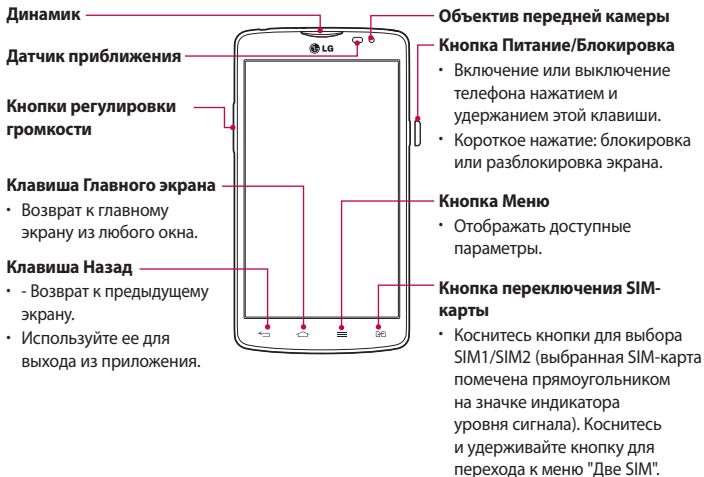 Динамик
Датчик приближения
Кнопки регулировки
громкости
Клавиша Главного экрана
• Возврат к главному
экрану из любого окна.
Клавиша Назад
• - Возврат к предыдущему
экрану.
• Используйте ее для
выхода из приложения.
LG
Объектив передней камеры
Кнопка Питание/Блокировка
• Включение или выключение
телефона нажатием и
удержанием этой клавиши.
• Короткое нажатие: блокировка
или разблокировка экрана.
Кнопка Меню
• Отображать доступные
параметры.
Кнопка переключения SIM-
карты
• Коснитесь кнопки для выбора
SIM1/SIM2 (выбранная SIM-карта
помечена прямоугольником
на значке индикатора
уровня сигнала). Коснитесь
и удерживайте кнопку для
перехода к меню "Две SIM".